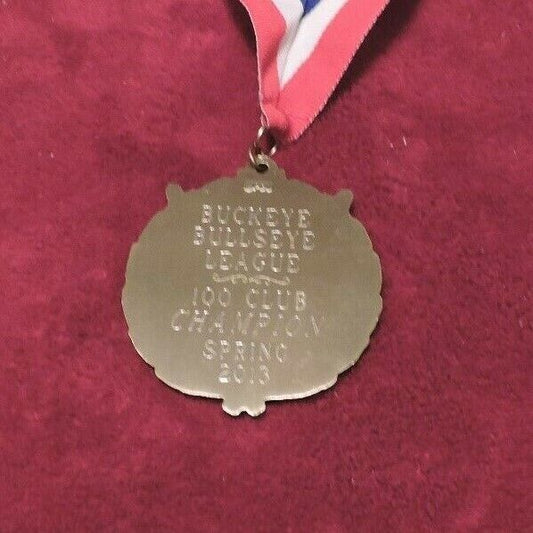 BUCKEYE
BULLSEYE
LEAGUE
100 CLUB
CHAMPION
SPRING
2013